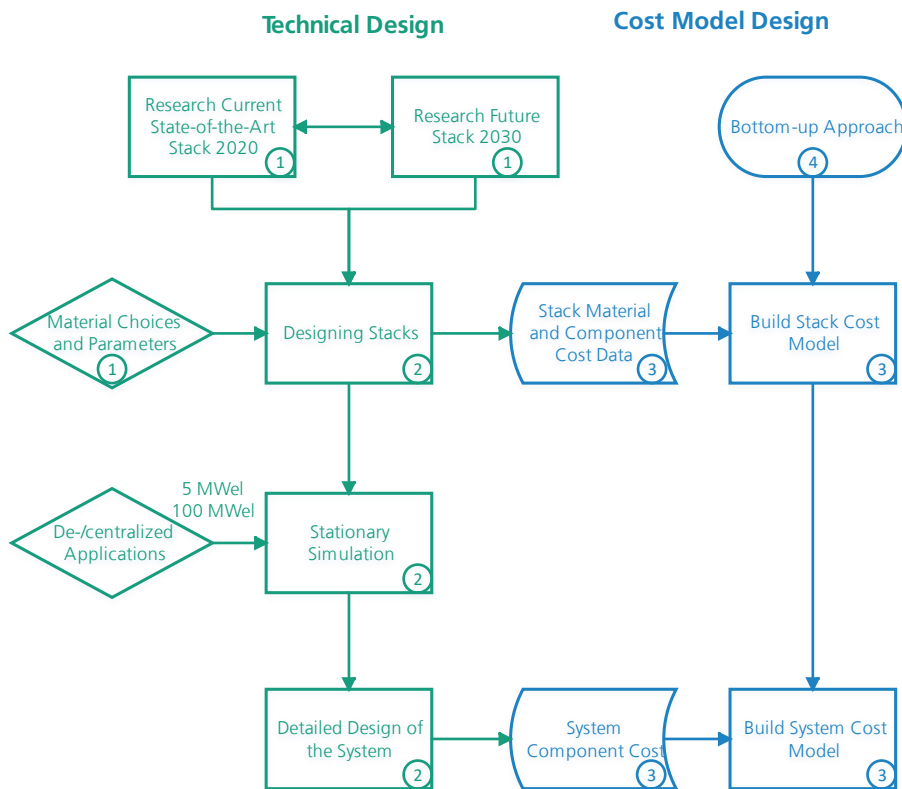 Technical Design
Cost Model Design
Research Current
State-of-the-Art
Stack 2020
1
Research Future
Stack 2030
1
Bottom-up Approach
4
Material Choices
and Parameters
1
Designing Stacks
2
Stack Material
and Component
Cost Data
3
Build Stack Cost
Model
3
5 MWel
100 MWel
De-/centralized
Applications
Stationary
Simulation
2
Detailed Design of
the System
2
System
Component Cost
3
Build System Cost
Model
3